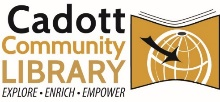 Cadott
Community
LIBRARY
EXPLORE • ENRICH • EMPOWER